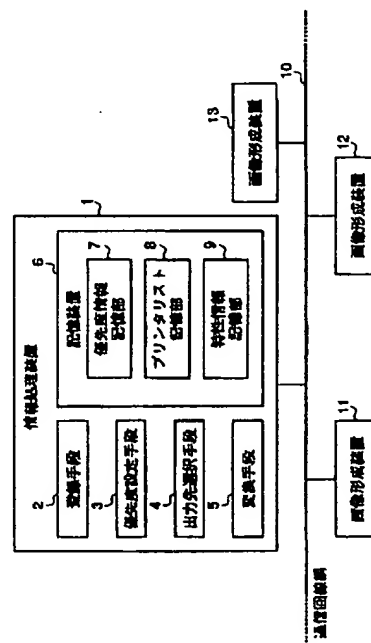 1
情報処理装置
2
登録手段
3
優先度設定手段
4
出力先選択手段
5
変換手段
6
記憶装置
7
優先度情報
記憶部
8
プリンタリスト
記憶部
9
特性情報
記憶部
13
画像形成装置
10
通信回線網
11
画像形成装置
12
画像形成装置